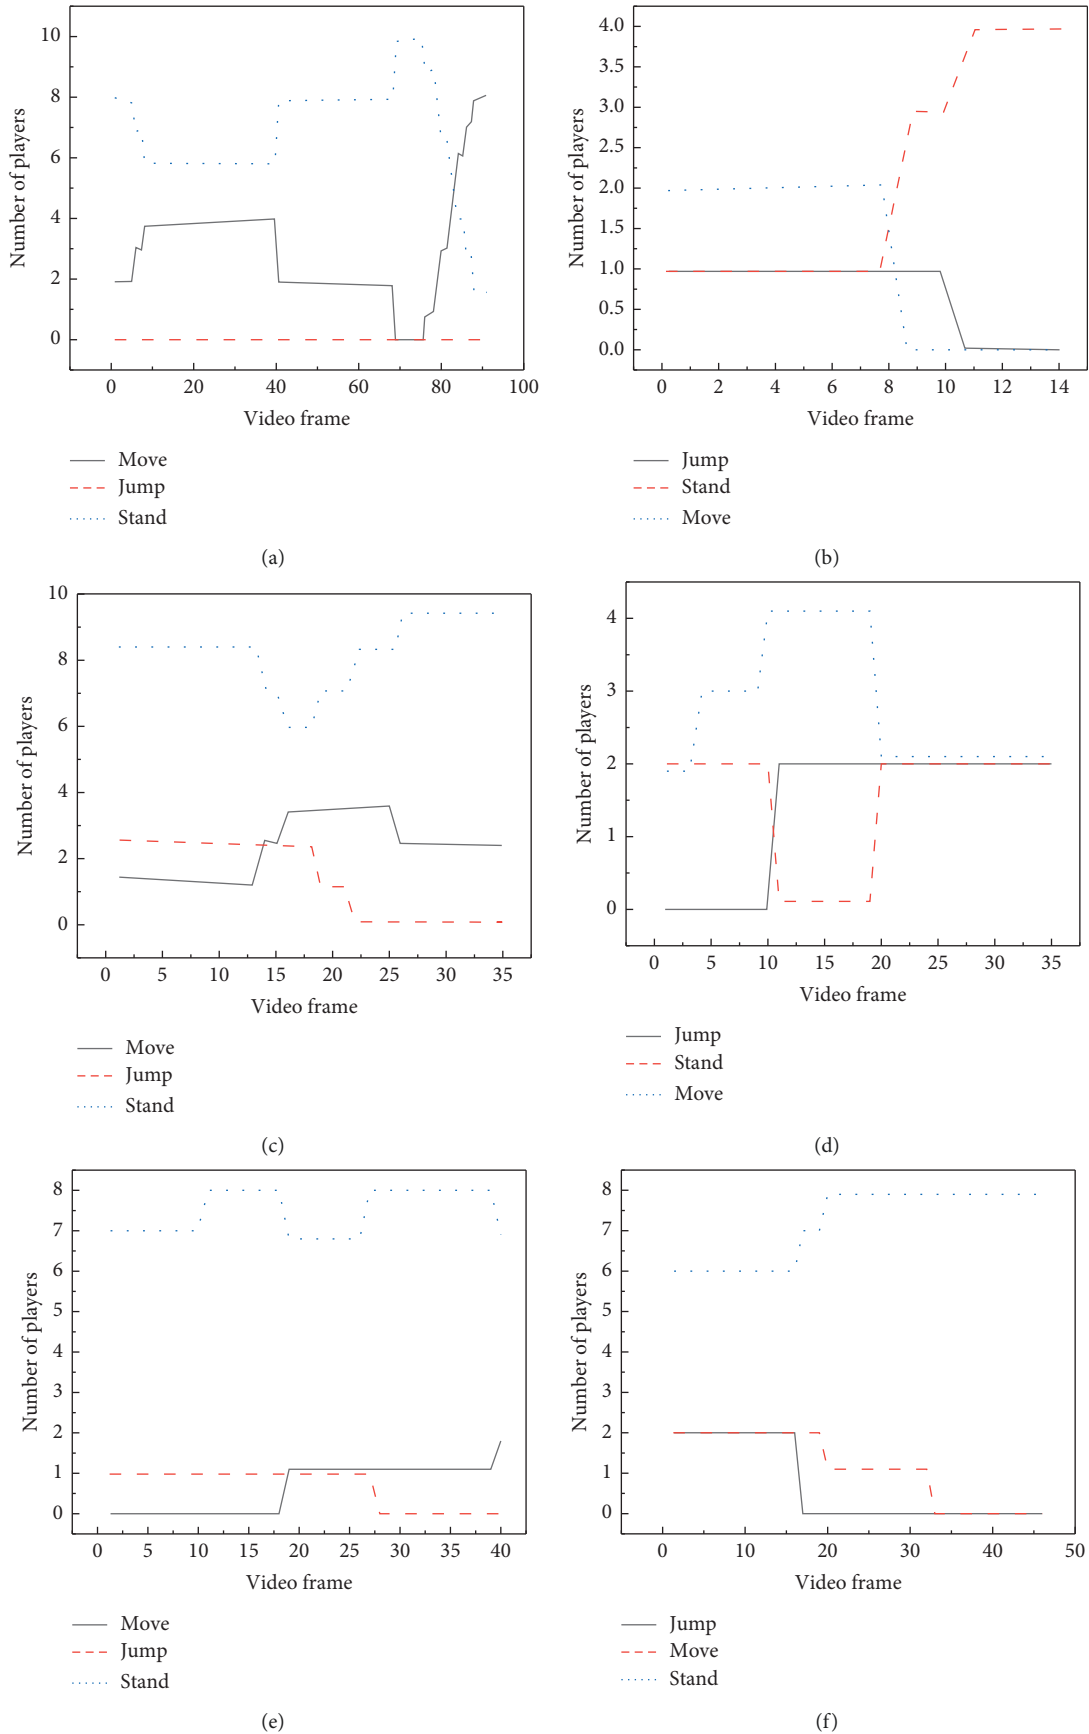 10
8
6
4
2
0
Number of players
0 20 40 60 80 100
Video frame
Move
Jump
Stand
(a)
4.0
3.5
3.0
2.5
2.0
1.5
1.0
0.5
0.0
Number of players
0 2 4 6 8 10 12 14
Video frame
Jump
Stand
Move
(b)
10
8
6
4
2
0
Number of players
0 5 10 15 20 25 30 35
Video frame
Move
Jump
Stand
(c)
4
3
2
1
0
Number of players
0 5 10 15 20 25 30 35
Video frame
Jump
Stand
Move
(d)
8
7
6
5
4
3
2
1
0
Number of players
0 5 10 15 20 25 30 35 40
Video frame
Move
Jump
Stand
(e)
8
7
6
5
4
3
2
1
0
Number of players
0 10 20 30 40 50
Video frame
Jump
Move
Stand
(f)